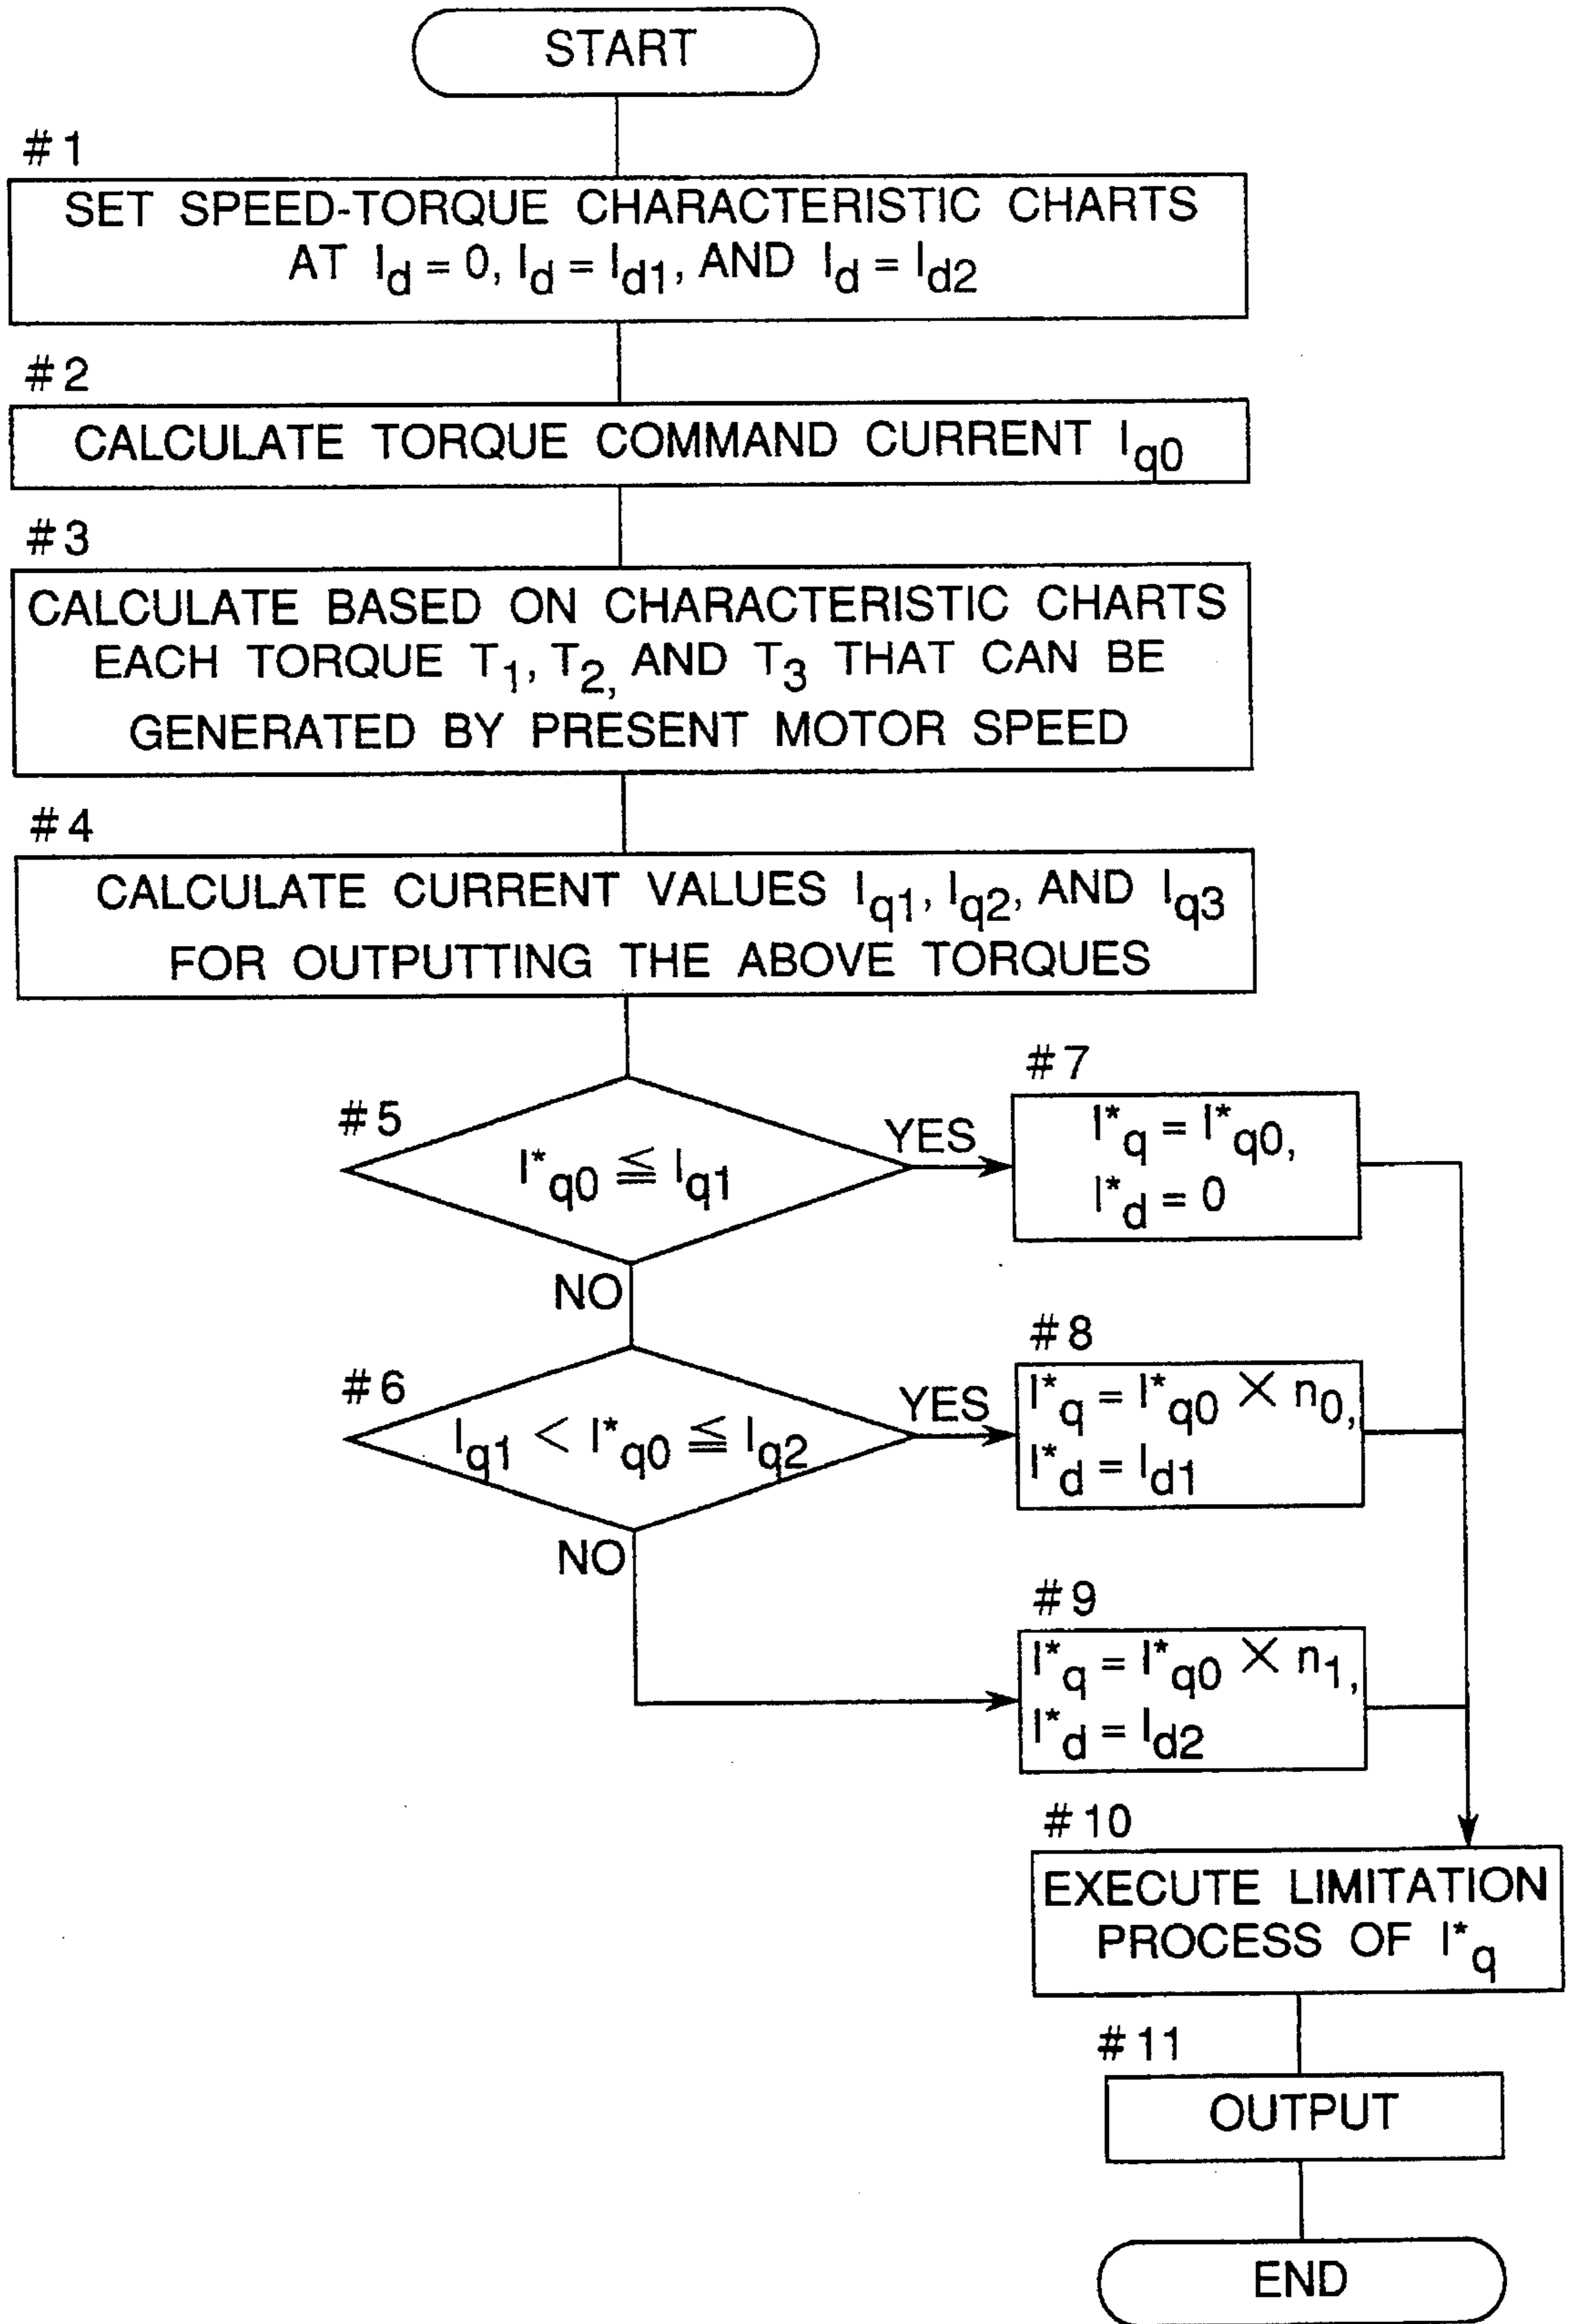 START
#1
SET SPEED-TORQUE CHARACTERISTIC CHARTS
AT Id = 0, Id = Id1, AND Id = Id2
#2
CALCULATE TORQUE COMMAND CURRENT Iq0
#3
CALCULATE BASED ON CHARACTERISTIC CHARTS
EACH TORQUE T1, T2, AND T3 THAT CAN BE
GENERATED BY PRESENT MOTOR SPEED
#4
CALCULATE CURRENT VALUES Iq1, Iq2, AND Iq3
FOR OUTPUTTING THE ABOVE TORQUES
#5
I*q0 ≦ Iq1
YES
NO
#7
I*q = I*q0,
I*d = 0
#6
Iq1 < I*q0 ≦ Iq2
YES
NO
#8
I*q = I*q0 × n0,
I*d = Id1
#9
I*q = I*q0 × n1,
I*d = Id2
#10
EXECUTE LIMITATION
PROCESS OF I*q
#11
OUTPUT
END